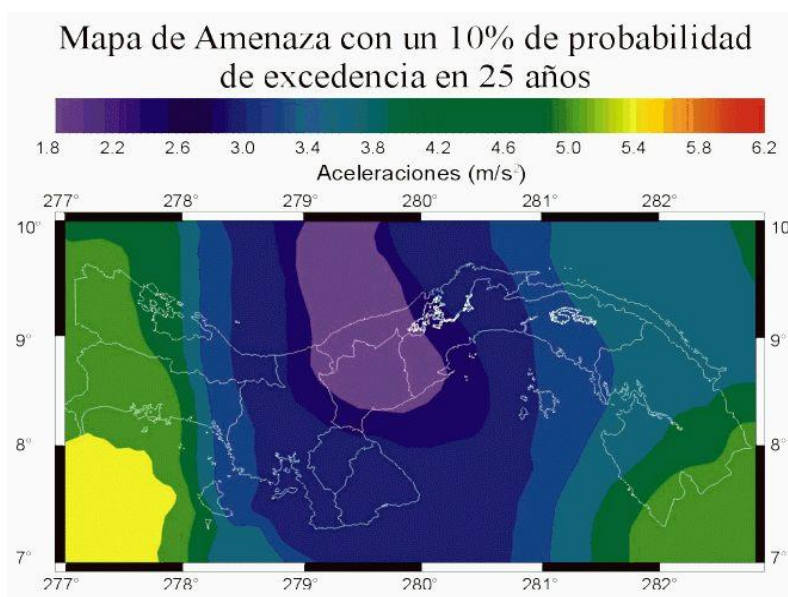 Mapa de Amenaza con un 10% de probabilidad
de excedencia en 25 años
1.8 2.2 2.6 3.0 3.4 3.8 4.2 4.6 5.0 5.4 5.8 6.2
Aceleraciones (m/s²)
277° 278° 279° 280° 281° 282°
10° 10
9° 9°
8° 8°
7° 7°
277° 278° 279° 280° 281° 282°